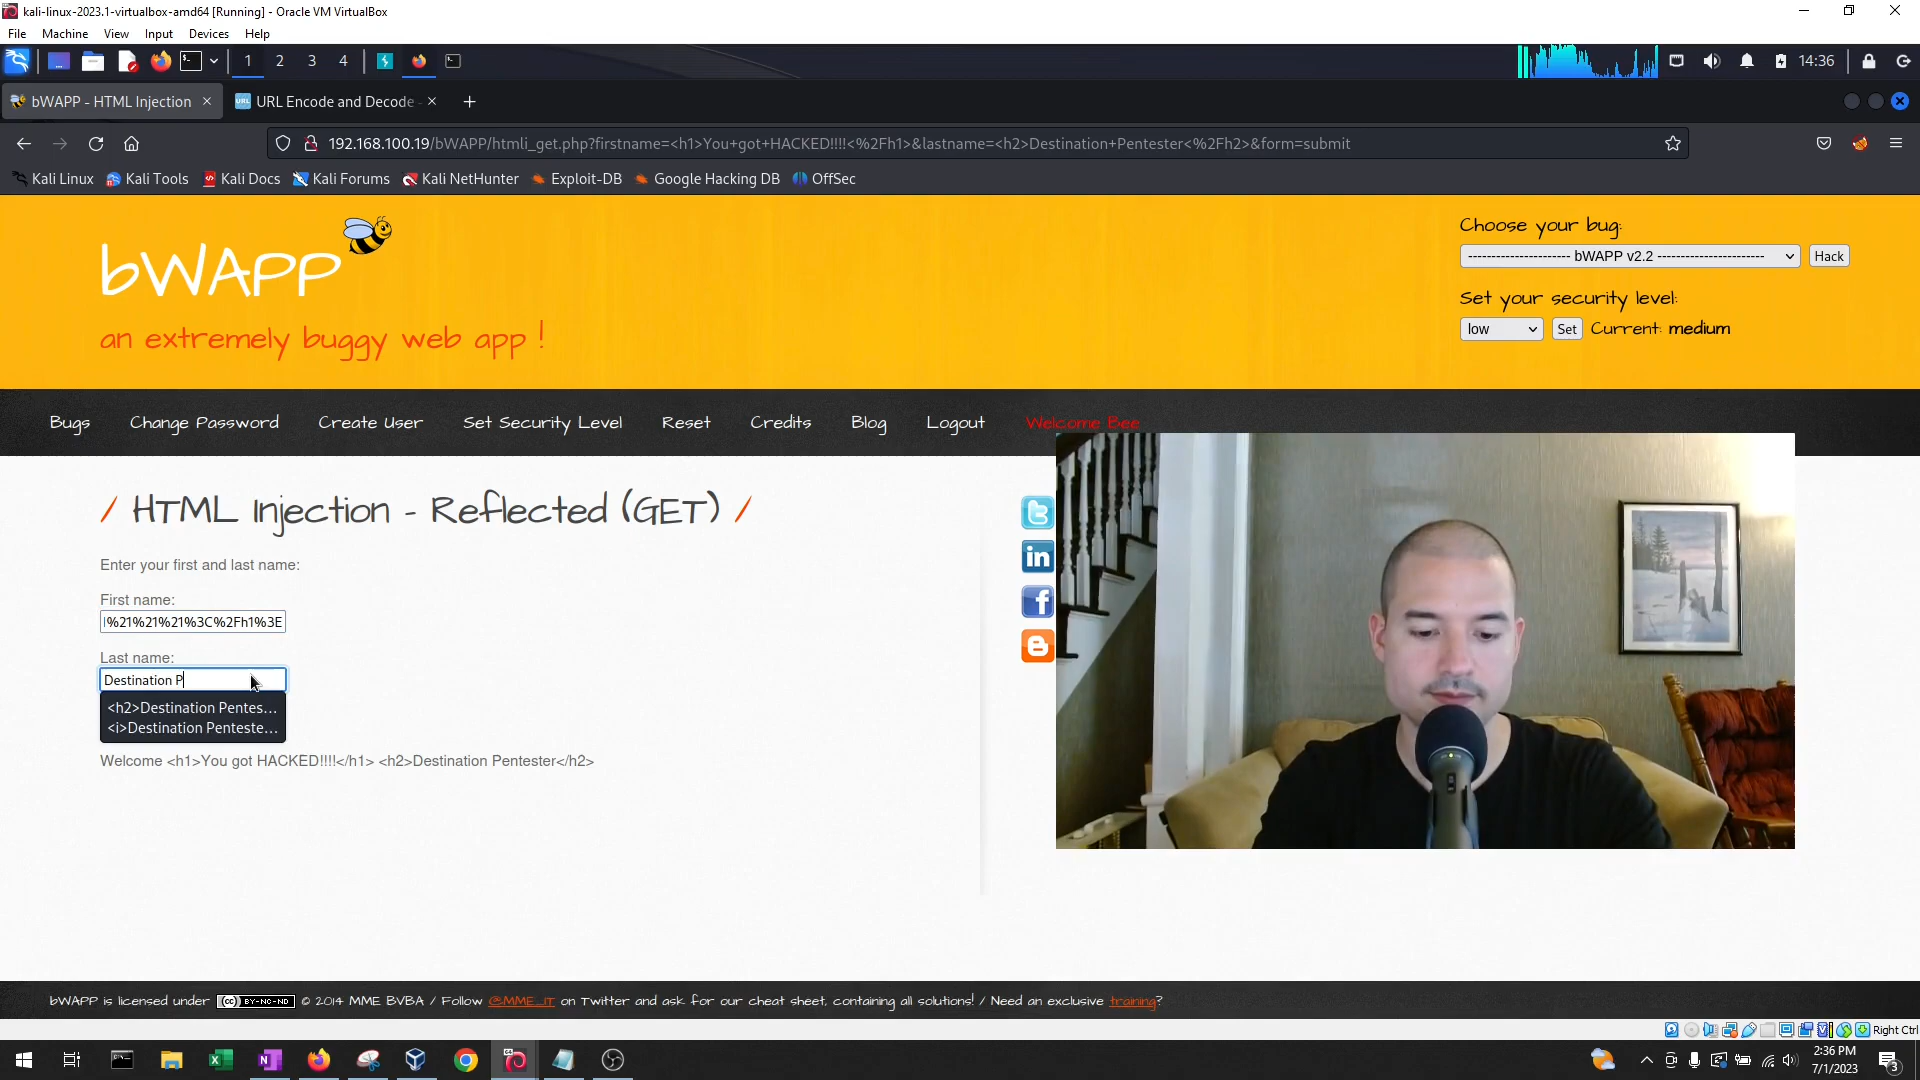 kali-linux-2023.1-virtualbox-amd64 [Running] - Oracle VM VirtualBox
File Machine View Input Devices Help
1 2 3 4 14:36
bWAPP - HTML Injection URL Encode and Decode -
192.168.100.19/bWAPP/htmli_get.php?firstname=<h1>You+got+HACKED!!!!<%2Fh1>&lastname=<h2>Destination+Pentester<%2Fh2>&form=submit
Kali Linux Kali Tools Kali Docs Kali Forums Kali NetHunter Exploit-DB Google Hacking DB OffSec
bWAPP
an extremely buggy web app !
Choose your bug:
---------------------- bWAPP v2.2 ----------------------- Hack
Set your security level:
low Set Current: medium
Bugs Change Password Create User Set Security Level Reset Credits Blog Logout Welcome Bee
/ HTML Injection - Reflected (GET) /
Enter your first and last name:
First name:
!%21%21%21%3C%2Fh1%3E
Last name:
Destination P
<h2>Destination Pentes...
<i>Destination Penteste...
Welcome <h1>You got HACKED!!!!</h1> <h2>Destination Pentester</h2>
bWAPP is licensed under (cc) BY-NC-ND © 2014 MME BVBA / Follow @MME_IT on Twitter and ask for our cheat sheet, containing all solutions! / Need an exclusive training?
Right Ctrl
2:36 PM
7/1/2023
3